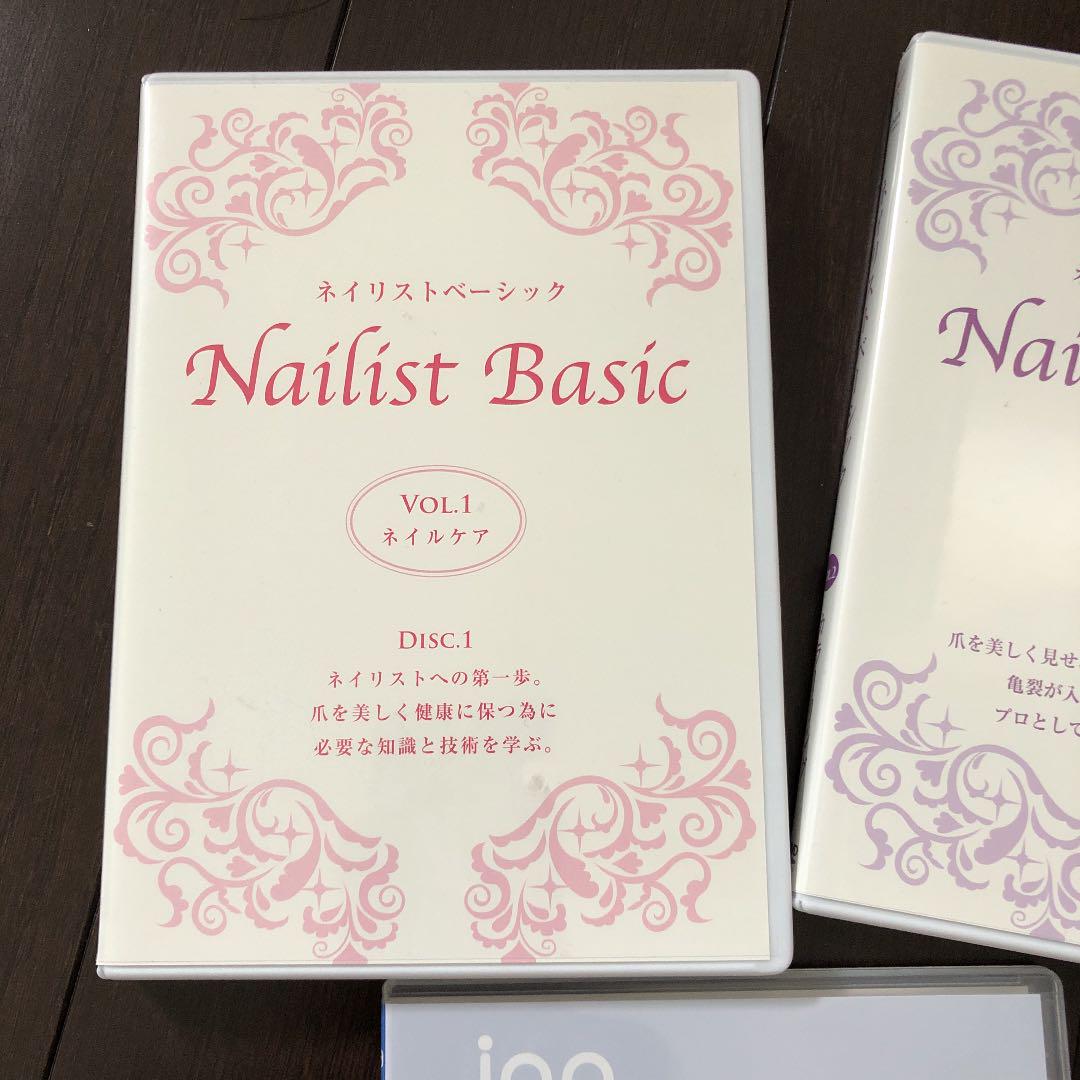 ネイリストベーシック
Nailist Basic
VOL.1
ネイルケア
DISC.1
ネイリストへの第一歩。
爪を美しく健康に保つ為に
必要な知識と技術を学ぶ。
ネ
Nai
爪を美しく見せ
亀裂が入
プロとして